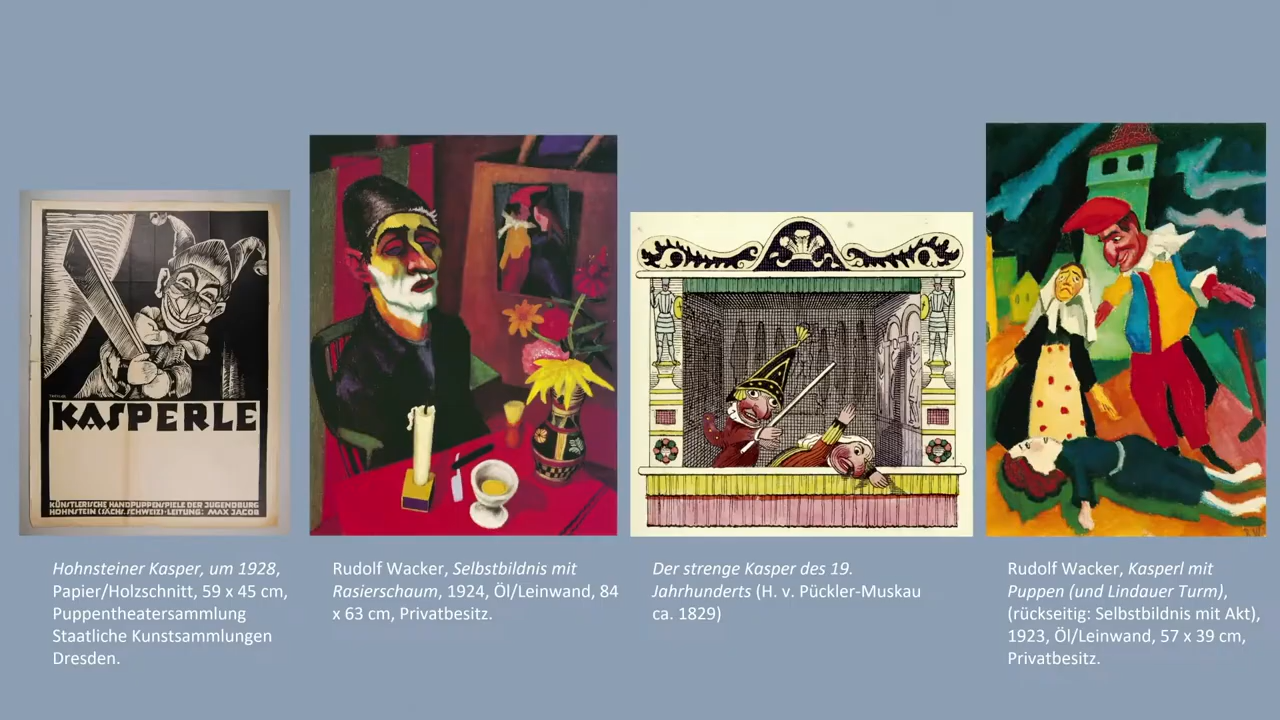 KASPERLE
KÜNSTLERISCHE HANDPUPPENSPIELE DER JUGENDBURG
HOHNSTEIN (SÄCHS. SCHWEIZ)-LEITUNG: MAX JACOB
Hohnsteiner Kasper, um 1928,
Papier/Holzschnitt, 59 x 45 cm,
Puppentheatersammlung
Staatliche Kunstsammlungen
Dresden.
Rudolf Wacker, Selbstbildnis mit
Rasierschaum, 1924, Öl/Leinwand, 84
x 63 cm, Privatbesitz.
Der strenge Kasper des 19.
Jahrhunderts (H. v. Pückler-Muskau
ca. 1829)
Rudolf Wacker, Kasperl mit
Puppen (und Lindauer Turm),
(rückseitig: Selbstbildnis mit Akt),
1923, Öl/Leinwand, 57 x 39 cm,
Privatbesitz.